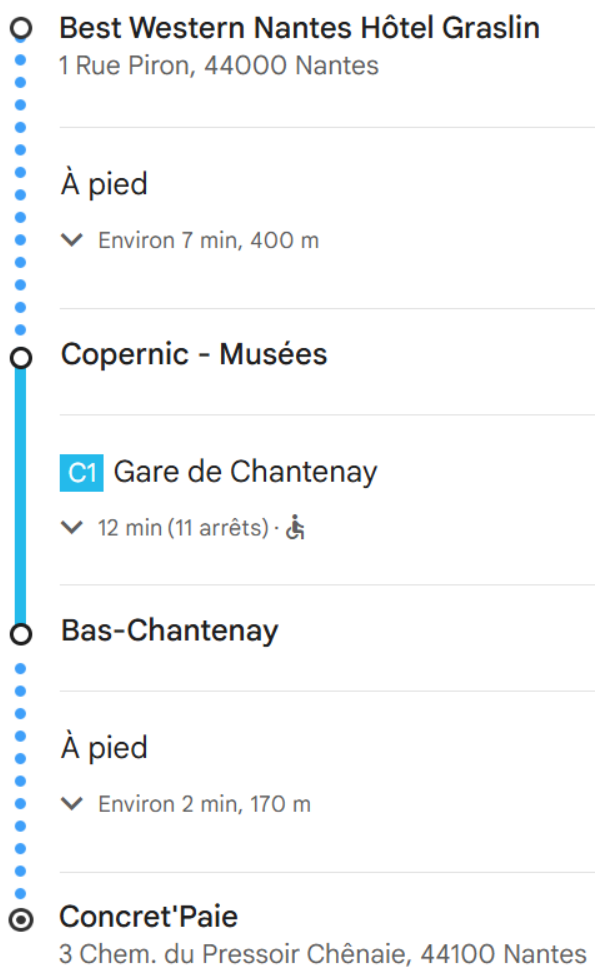 Best Western Nantes Hôtel Graslin
1 Rue Piron, 44000 Nantes
À pied
Environ 7 min, 400 m
Copernic - Musées
C1 Gare de Chantenay
12 min (11 arrêts) ·
Bas-Chantenay
À pied
Environ 2 min, 170 m
Concret'Paie
3 Chem. du Pressoir Chênaie, 44100 Nantes